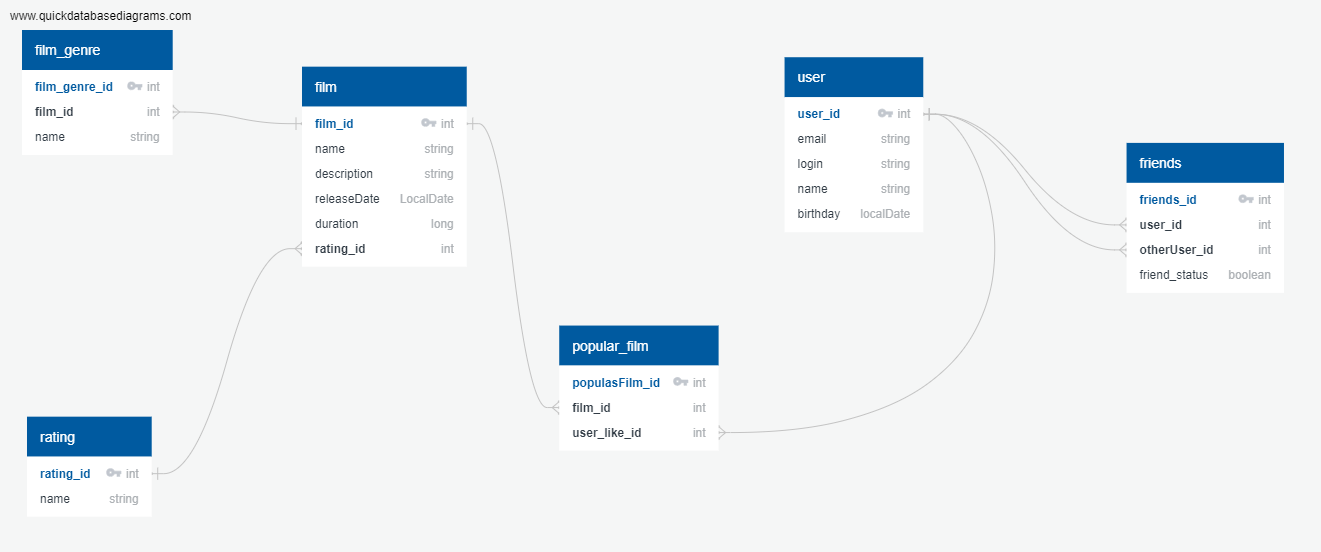 www.quickdatabasediagrams.com
film_genre
film_genre_id int
film_id int
name string
film
film_id int
name string
description string
releaseDate LocalDate
duration long
rating_id int
rating
rating_id int
name string
popular_film
populasFilm_id int
film_id int
user_like_id int
user
user_id int
email string
login string
name string
birthday localDate
friends
friends_id int
user_id int
otherUser_id int
friend_status boolean